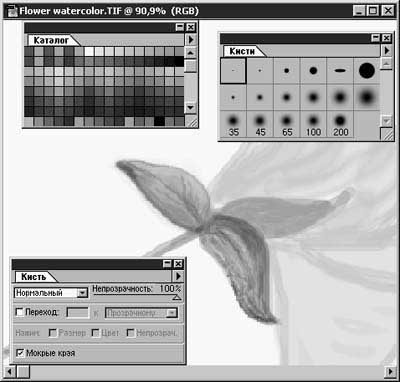 Flower watercolor.TIF @ 90,9% (RGB)
Каталог
Кисти
35 45 65 100 200
Кисть
Нормальный Непрозрачность: 100%
Переход: к Прозрачному
Нажим: Размер Цвет Непрозрач.
Мокрые края